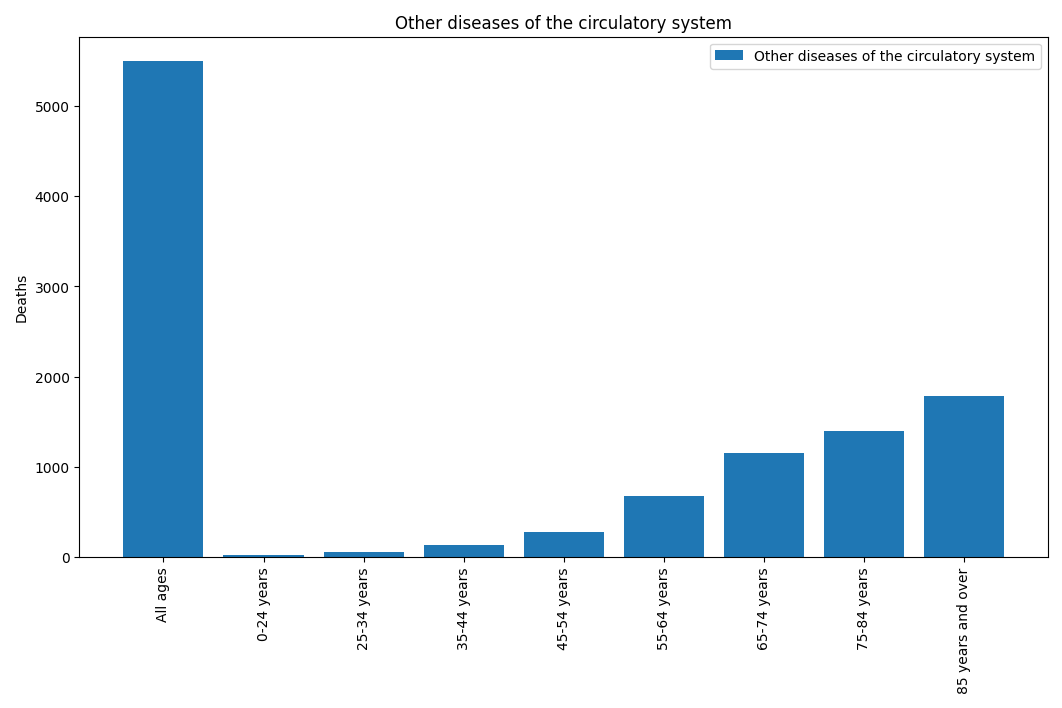 Other diseases of the circulatory system
Other diseases of the circulatory system
Deaths
5000
4000
3000
2000
1000
0
All ages
0-24 years
25-34 years
35-44 years
45-54 years
55-64 years
65-74 years
75-84 years
85 years and over